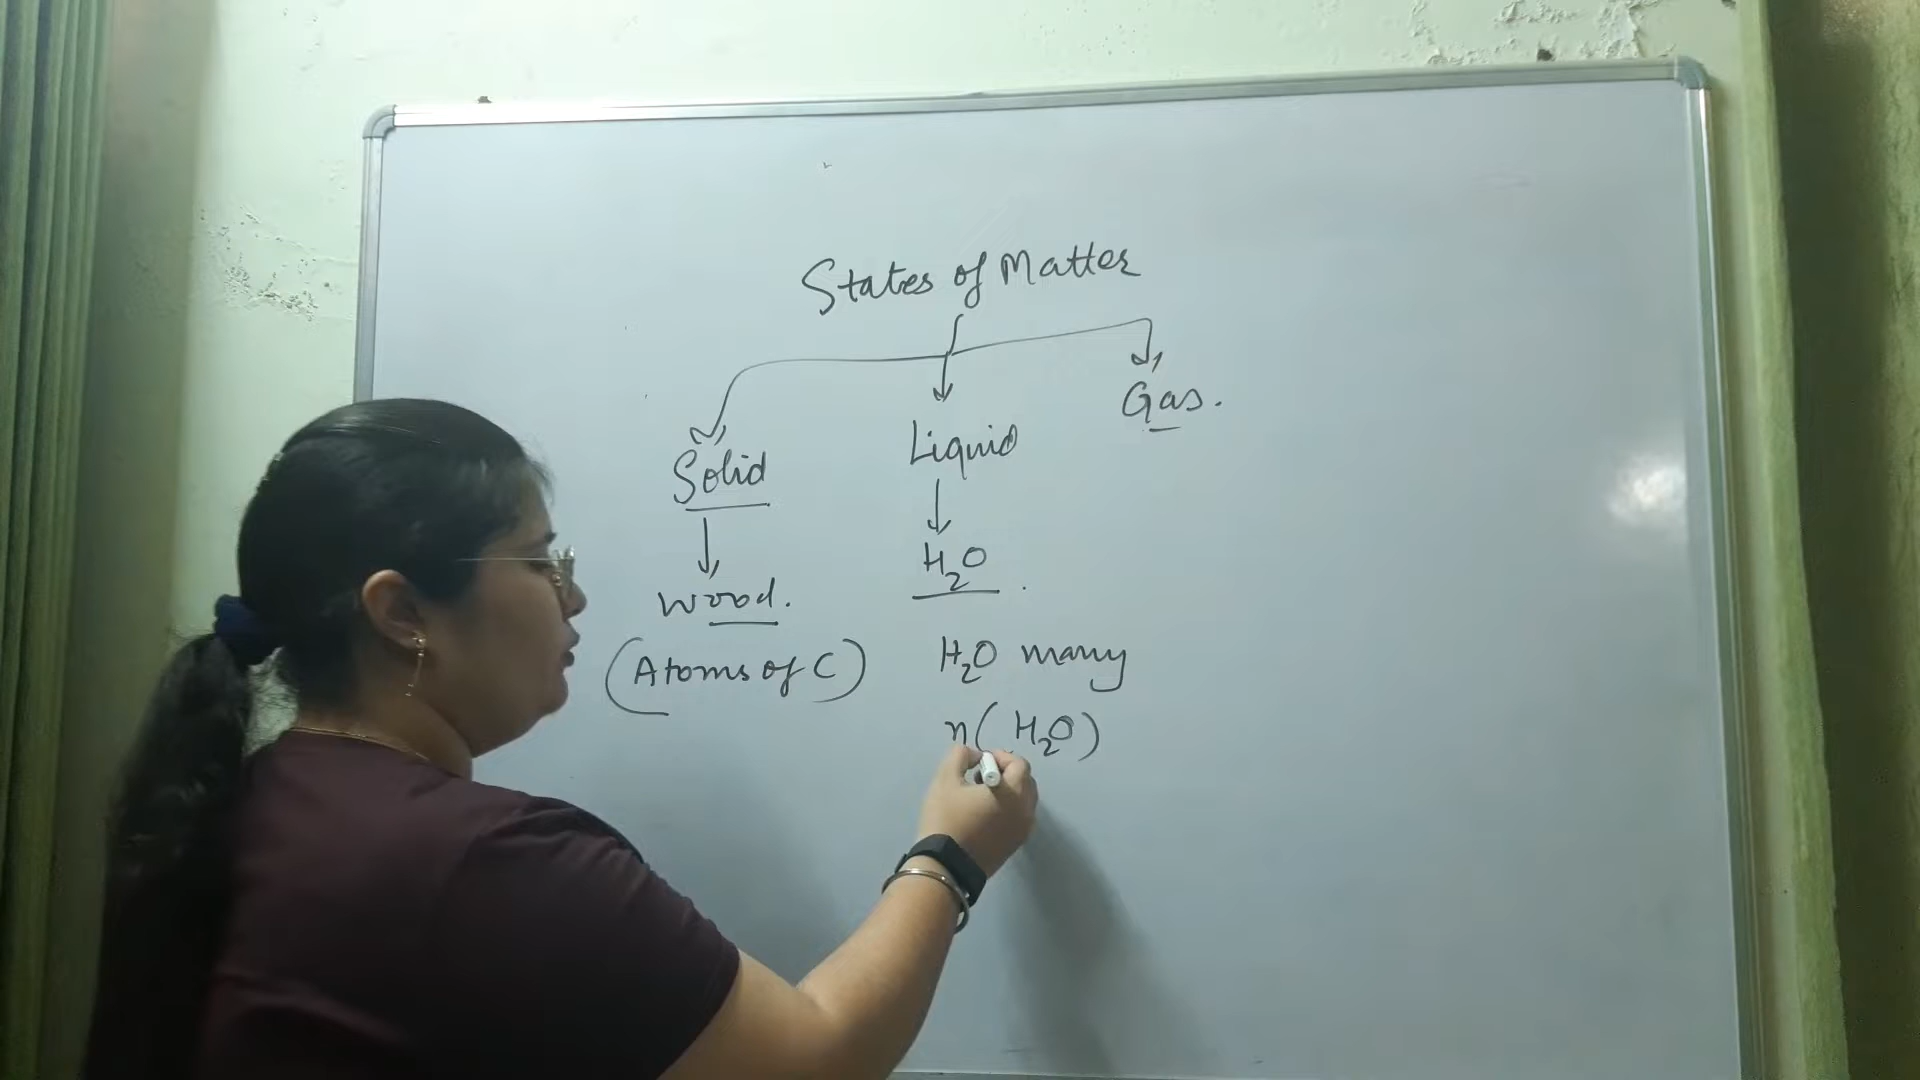 States of Matter
Solid
Liquid
Gas.
Wood.
H₂O
(Atoms of C)
H₂O many
n(H₂O)